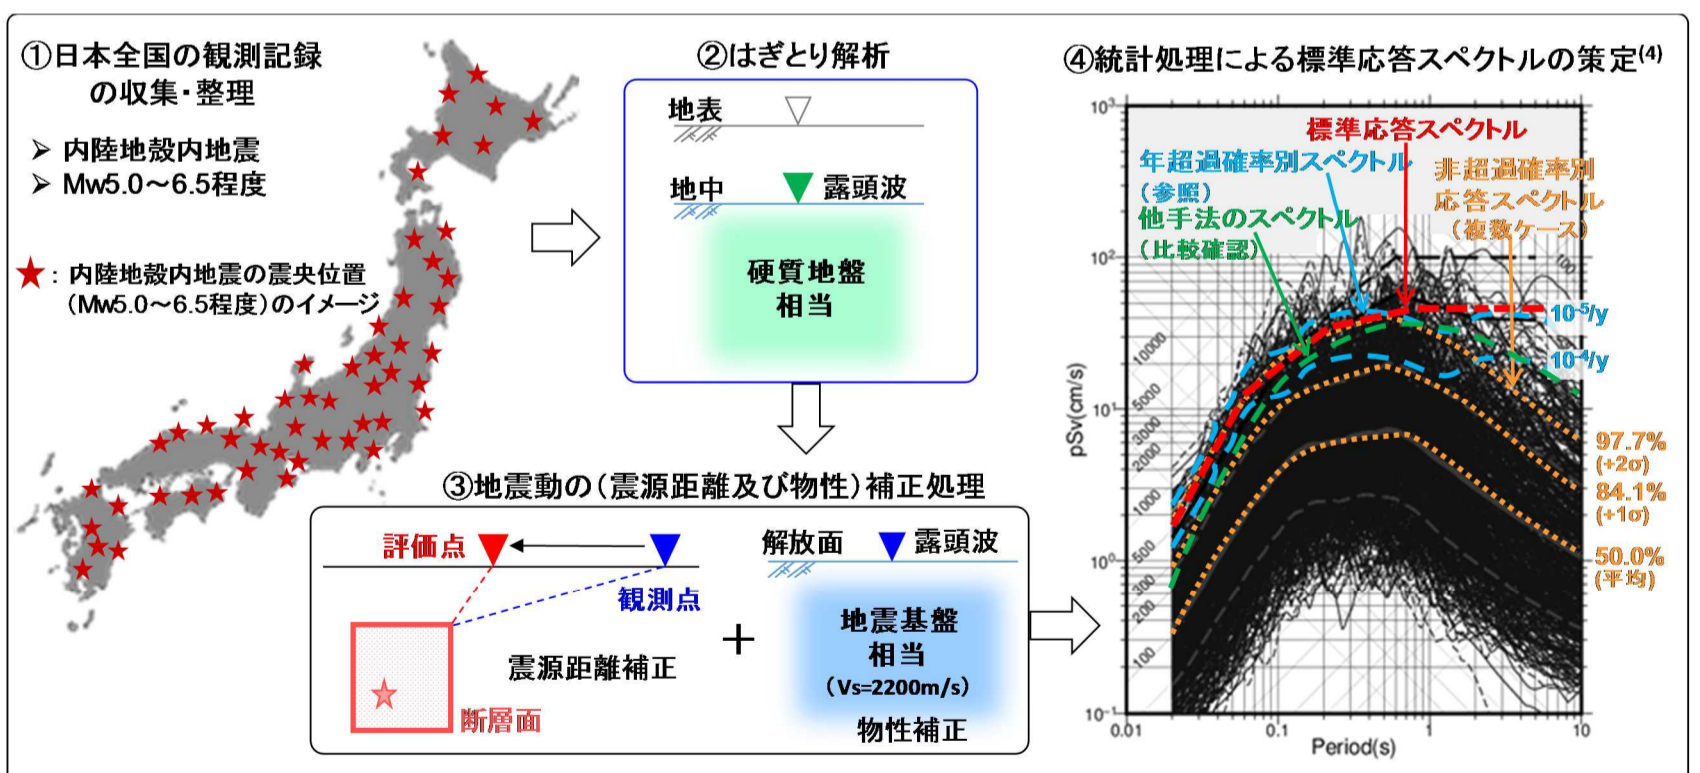 ①日本全国の観測記録
の収集・整理
➢ 内陸地殻内地震
➢ Mw5.0～6.5程度
★：内陸地殻内地震の震央位置
（Mw5.0～6.5程度）のイメージ
②はぎとり解析
地表
地中
露頭波
硬質地盤
相当
③地震動の（震源距離及び物性）補正処理
評価点
観測点
震源距離補正
断層面
＋
解放面
露頭波
地震基盤
相当
（Vs=2200m/s）
物性補正
④統計処理による標準応答スペクトルの策定(4)
標準応答スペクトル
年超過確率別スペクトル
（参照）
他手法のスペクトル
（比較確認）
非超過確率別
応答スペクトル
（複数ケース）
10³
10²
10¹
10⁰
10⁻¹
pSv(cm/s)
10000
5000
3000
2000
1000
500
300
200
100
100
10⁻⁵/y
10⁻⁴/y
97.7%
(+2σ)
84.1%
(+1σ)
50.0%
(平均)
0.01
0.1
1
10
Period(s)